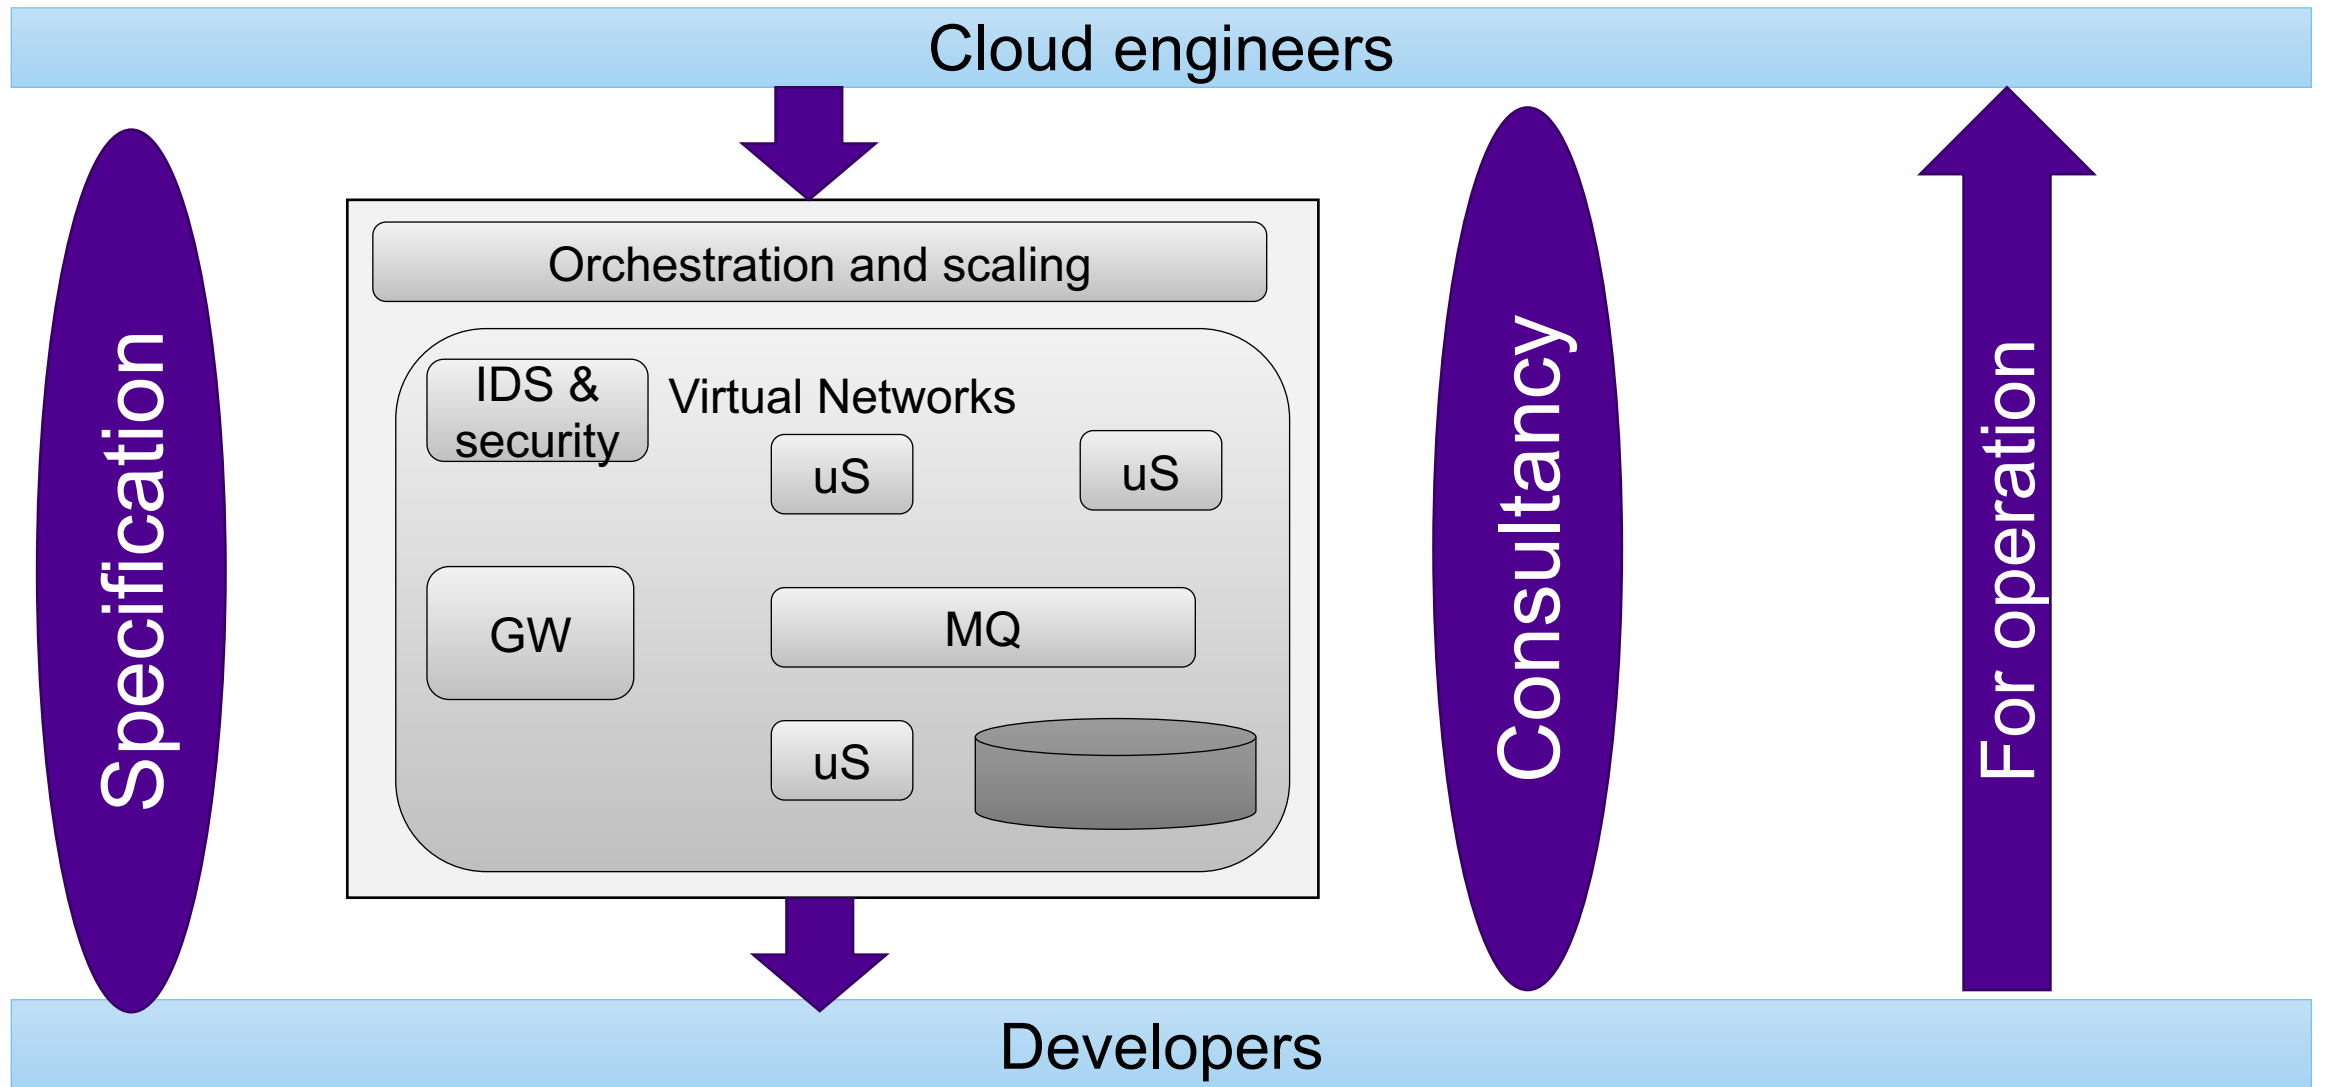 Cloud engineers
Specification
Orchestration and scaling
IDS &
security
Virtual Networks
uS
uS
GW
MQ
uS
Consultancy
For operation
Developers